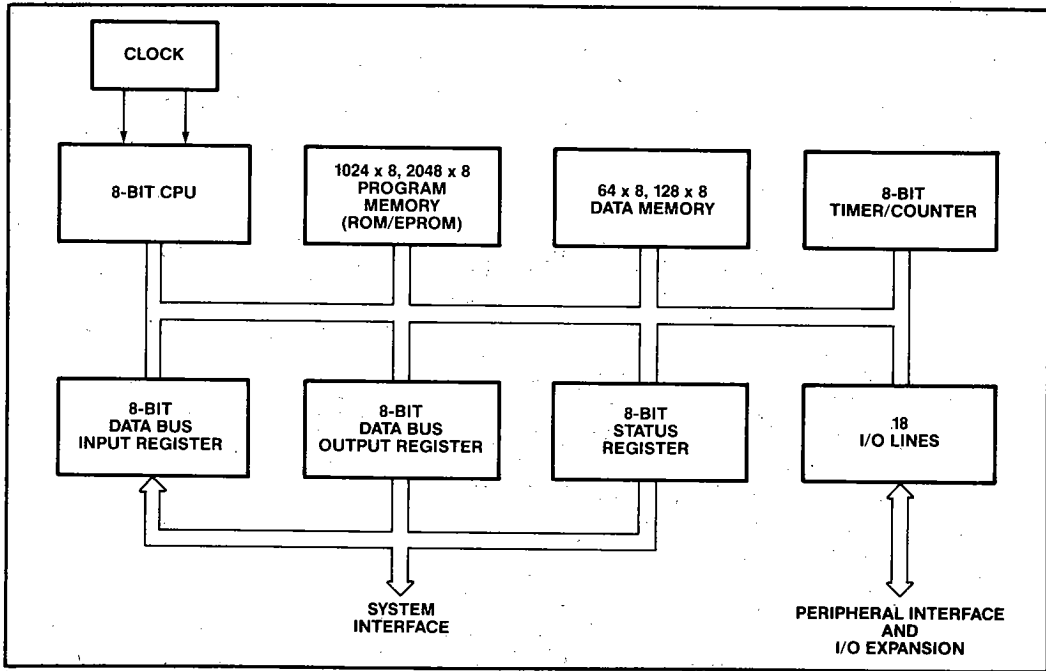 CLOCK
8-BIT CPU
1024 x 8, 2048 x 8
PROGRAM
MEMORY
(ROM/EPROM)
64 x 8, 128 x 8
DATA MEMORY
8-BIT
TIMER/COUNTER
8-BIT
DATA BUS
INPUT REGISTER
8-BIT
DATA BUS
OUTPUT REGISTER
8-BIT
STATUS
REGISTER
18
I/O LINES
SYSTEM
INTERFACE
PERIPHERAL INTERFACE
AND
I/O EXPANSION